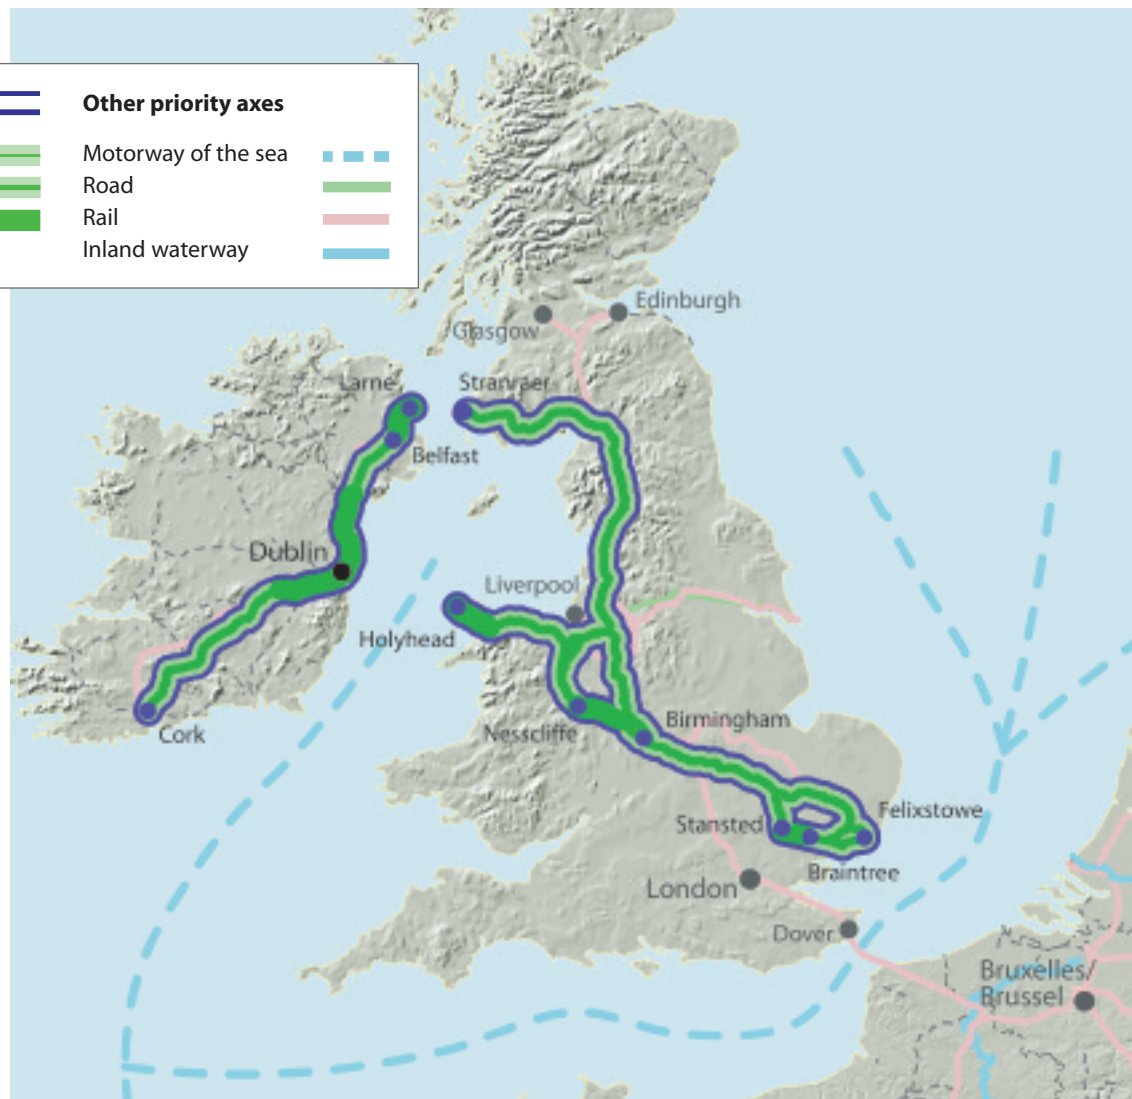 Other priority axes
Motorway of the sea
Road
Rail
Inland waterway
Edinburgh
Glasgow
Larne
Stranraer
Belfast
Dublin
Liverpool
Holyhead
Cork
Nesscliffe
Birmingham
Felixstowe
Stansted
Braintree
London
Dover
Bruxelles/
Brussel